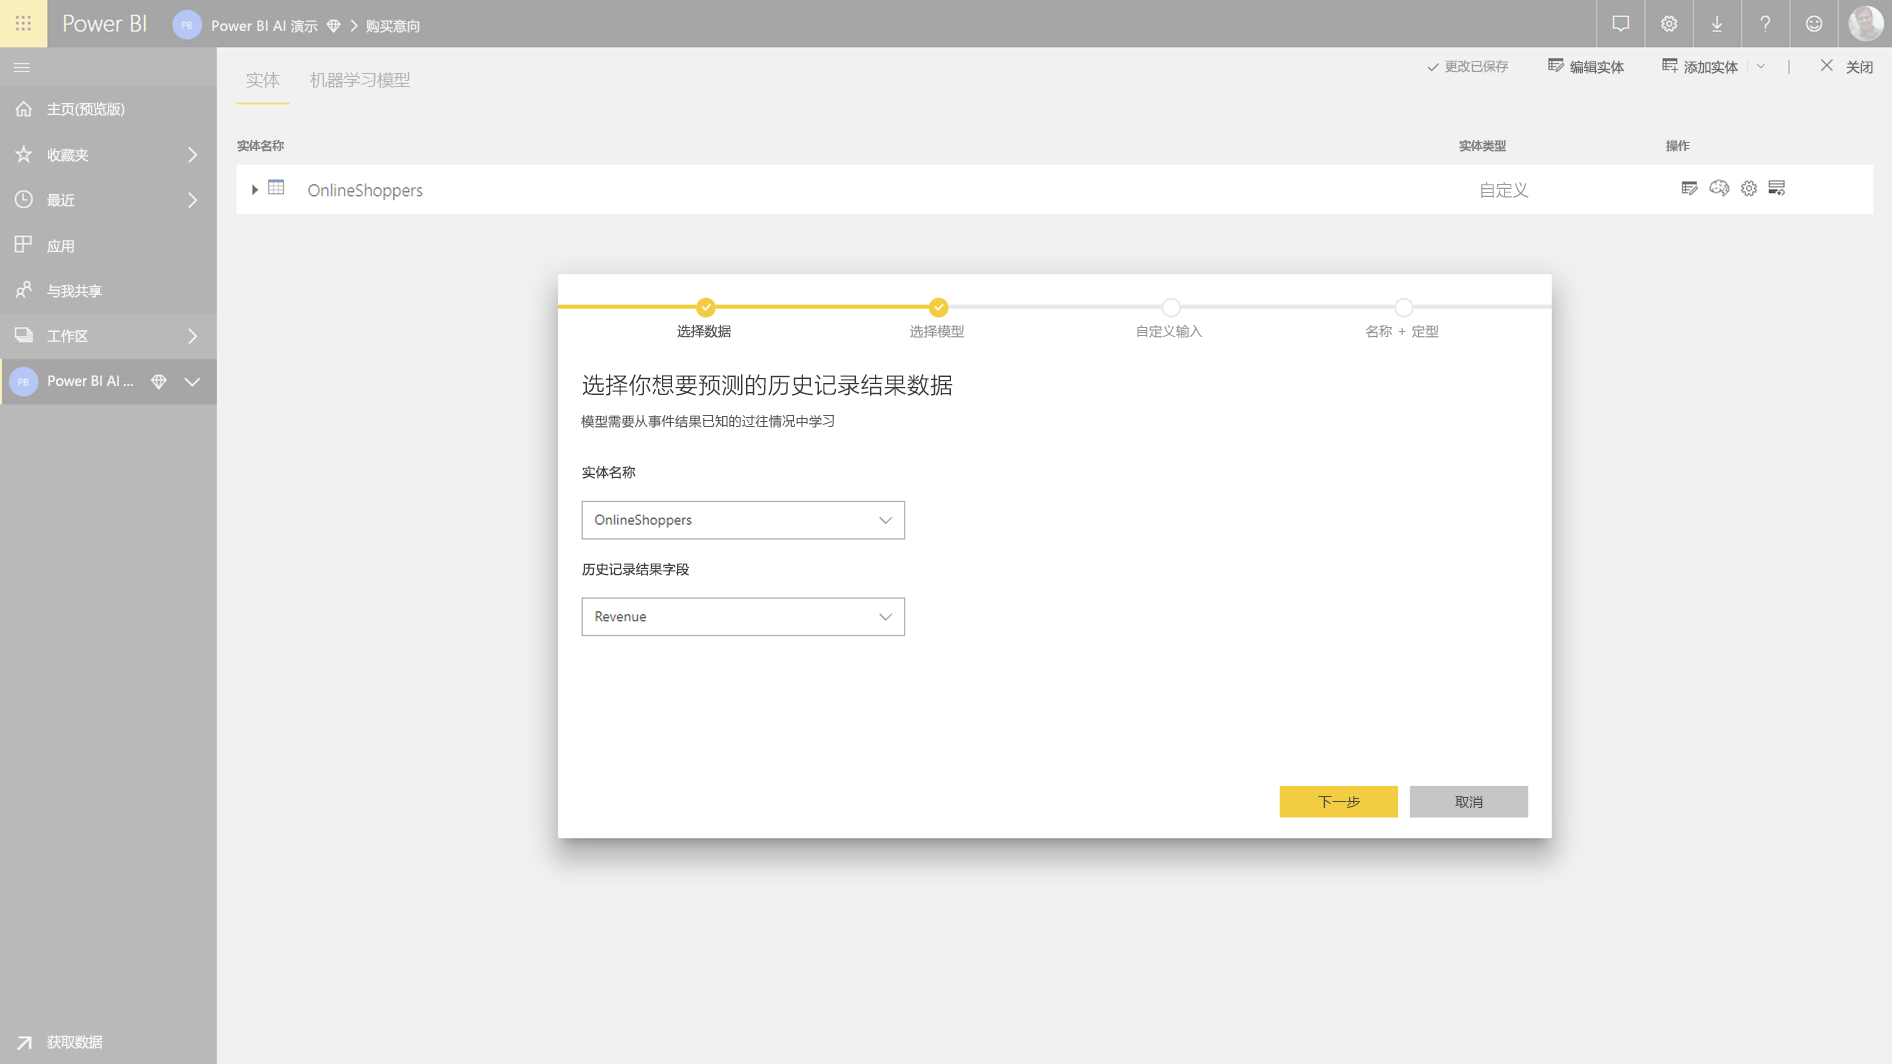 Power BI
PB
Power BI AI 演示
购买意向
主页(预览版)
收藏夹
最近
应用
与我共享
工作区
PB
Power BI AI ...
获取数据
实体
机器学习模型
更改已保存
编辑实体
添加实体
|
关闭
实体名称
实体类型
操作
OnlineShoppers
自定义
选择数据
选择模型
自定义输入
名称 + 定型
选择你想要预测的历史记录结果数据
模型需要从事件结果已知的过往情况中学习
实体名称
OnlineShoppers
历史记录结果字段
Revenue
下一步
取消